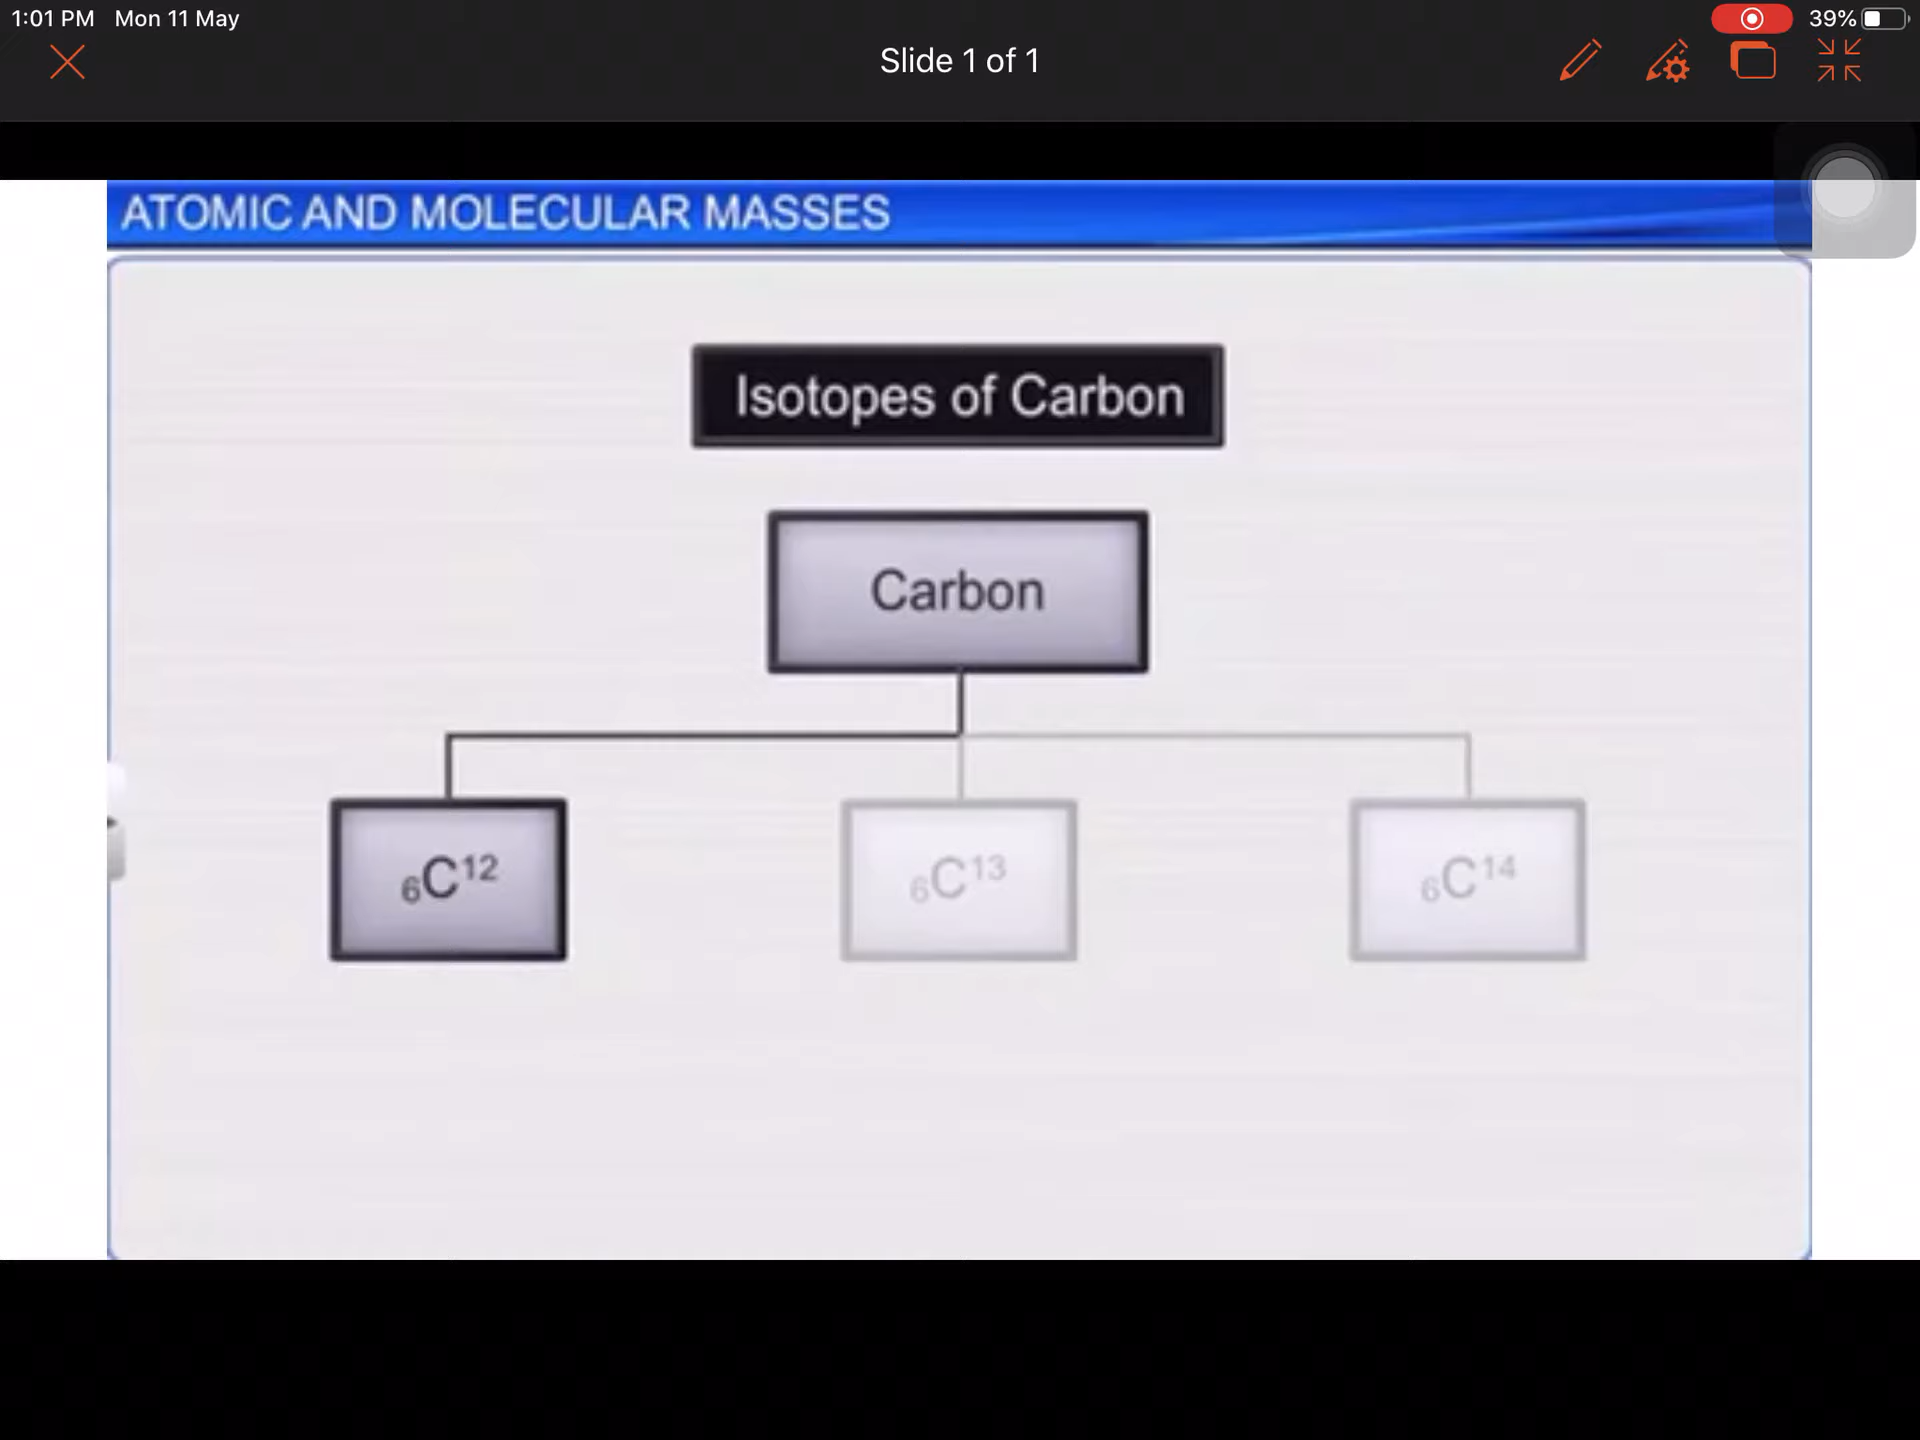 1:01 PM Mon 11 May
39%
Slide 1 of 1
ATOMIC AND MOLECULAR MASSES
Isotopes of Carbon
Carbon
₆C¹² ₆C¹³ ₆C¹⁴